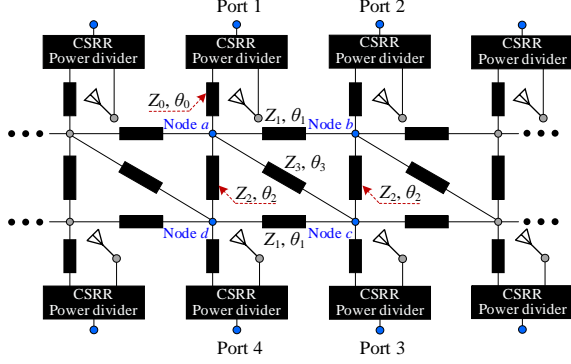 Port 1
Port 2
CSRR
Power divider
CSRR
Power divider
CSRR
Power divider
CSRR
Power divider
Z0, θ0
Z1, θ1
Node a
Node b
Z3, θ3
Z2, θ2
Z2, θ2
Node d
Z1, θ1
Node c
CSRR
Power divider
CSRR
Power divider
CSRR
Power divider
CSRR
Power divider
Port 4
Port 3